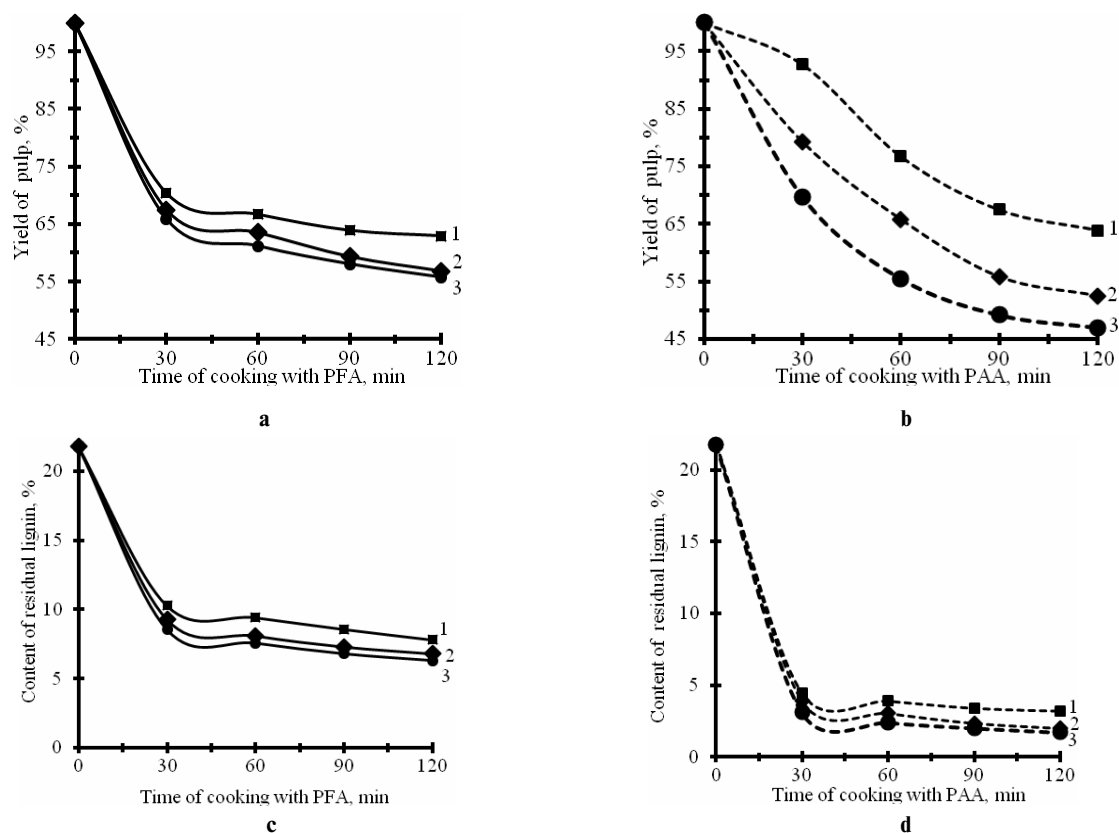 95
85
75
65
55
45
Yield of pulp, %
1
2
3
0 30 60 90 120
Time of cooking with PFA, min
a
95
85
75
65
55
45
Yield of pulp, %
1
2
3
0 30 60 90 120
Time of cooking with PAA, min
b
20
15
10
5
0
Content of residual lignin, %
1
2
3
0 30 60 90 120
Time of cooking with PFA, min
c
20
15
10
5
0
Content of residual lignin, %
1
2
3
0 30 60 90 120
Time of cooking with PAA, min
d